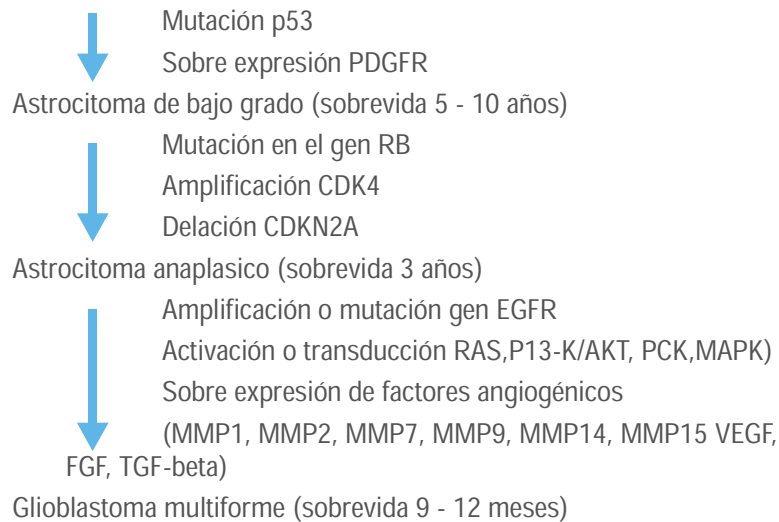 Mutación p53
Sobre expresión PDGFR
Astrocitoma de bajo grado (sobrevida 5 - 10 años)
Mutación en el gen RB
Amplificación CDK4
Delación CDKN2A
Astrocitoma anaplasico (sobrevida 3 años)
Amplificación o mutación gen EGFR
Activación o transducción RAS,P13-K/AKT, PCK,MAPK)
Sobre expresión de factores angiogénicos
(MMP1, MMP2, MMP7, MMP9, MMP14, MMP15 VEGF,
FGF, TGF-beta)
Glioblastoma multiforme (sobrevida 9 - 12 meses)